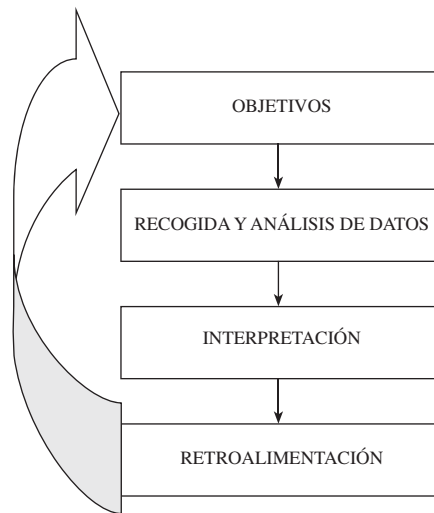 OBJETIVOS
RECOGIDA Y ANÁLISIS DE DATOS
INTERPRETACIÓN
RETROALIMENTACIÓN